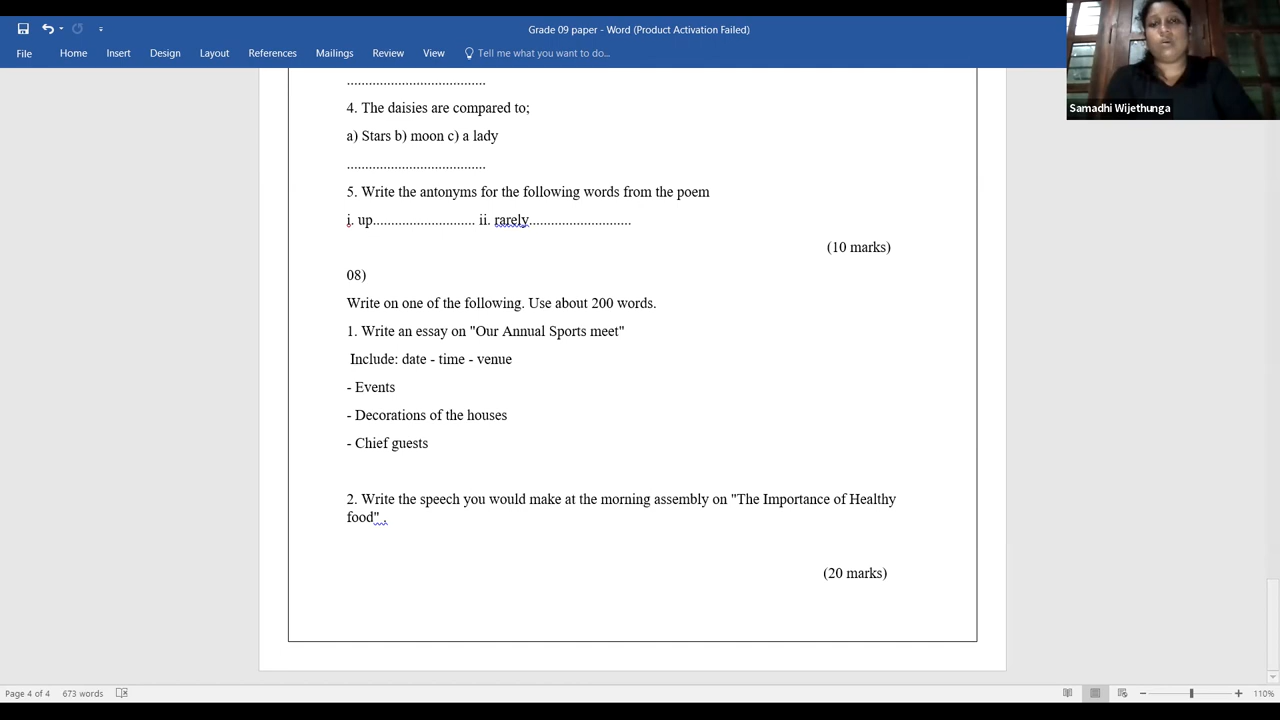 Grade 09 paper - Word (Product Activation Failed)
File Home Insert Design Layout References Mailings Review View Tell me what you want to do...
Samadhi Wijethunga
.....................................
4. The daisies are compared to;
a) Stars b) moon c) a lady
.....................................
5. Write the antonyms for the following words from the poem
i. up........................... ii. rarely...........................
(10 marks)
08)
Write on one of the following. Use about 200 words.
1. Write an essay on "Our Annual Sports meet"
Include: date - time - venue
- Events
- Decorations of the houses
- Chief guests
2. Write the speech you would make at the morning assembly on "The Importance of Healthy
food" .
(20 marks)
Page 4 of 4 673 words
110%